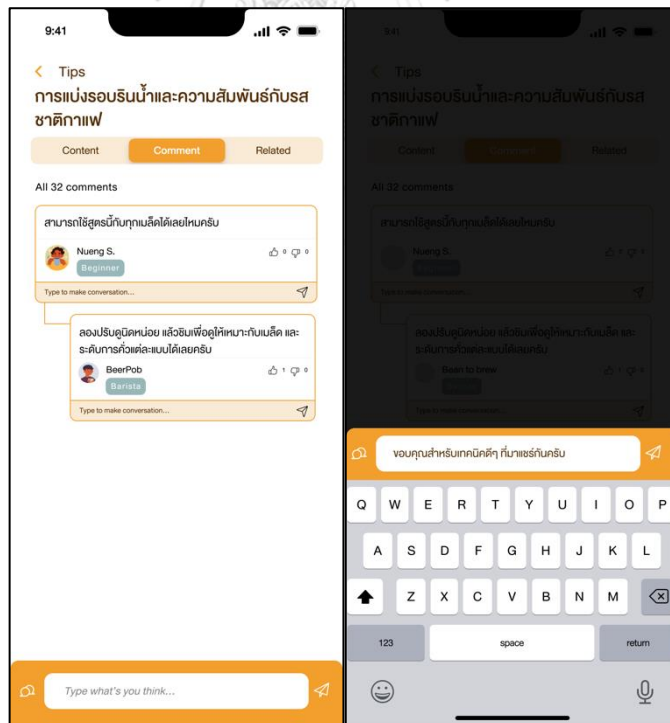 9:41
Tips
การแบ่งรอบรินน้ำและความสัมพันธ์กับรส
ชาติกาแฟ
Content Comment Related
All 32 comments
สามารถใช้สูตรนี้กับทุกเมล็ดได้เลยไหมครับ
Nueng S. 0 0
Beginner
Type to make conversation...
ลองปรับดูนิดหน่อย แล้วชิมเพื่อดูให้เหมาะกับเมล็ด และ
ระดับการคั่วแต่ละแบบได้เลยครับ
BeerPob 1 0
Barista
Type to make conversation...
Type what's you think...
9:41
Tips
การแบ่งรอบรินน้ำและความสัมพันธ์กับรส
ชาติกาแฟ
Content Comment Related
All 32 comments
สามารถใช้สูตรนี้กับทุกเมล็ดได้เลยไหมครับ
Nueng S.
Type to make conversation...
ลองปรับดูนิดหน่อย แล้วชิมเพื่อดูให้เหมาะกับเมล็ด และ
ระดับการคั่วแต่ละแบบได้เลยครับ
Bean to brew
Type to make conversation...
ขอบคุณสำหรับเทคนิคดีๆ ที่มาแชร์กันครับ
Q W E R T Y U I O P
A S D F G H J K L
Z X C V B N M
123 space return